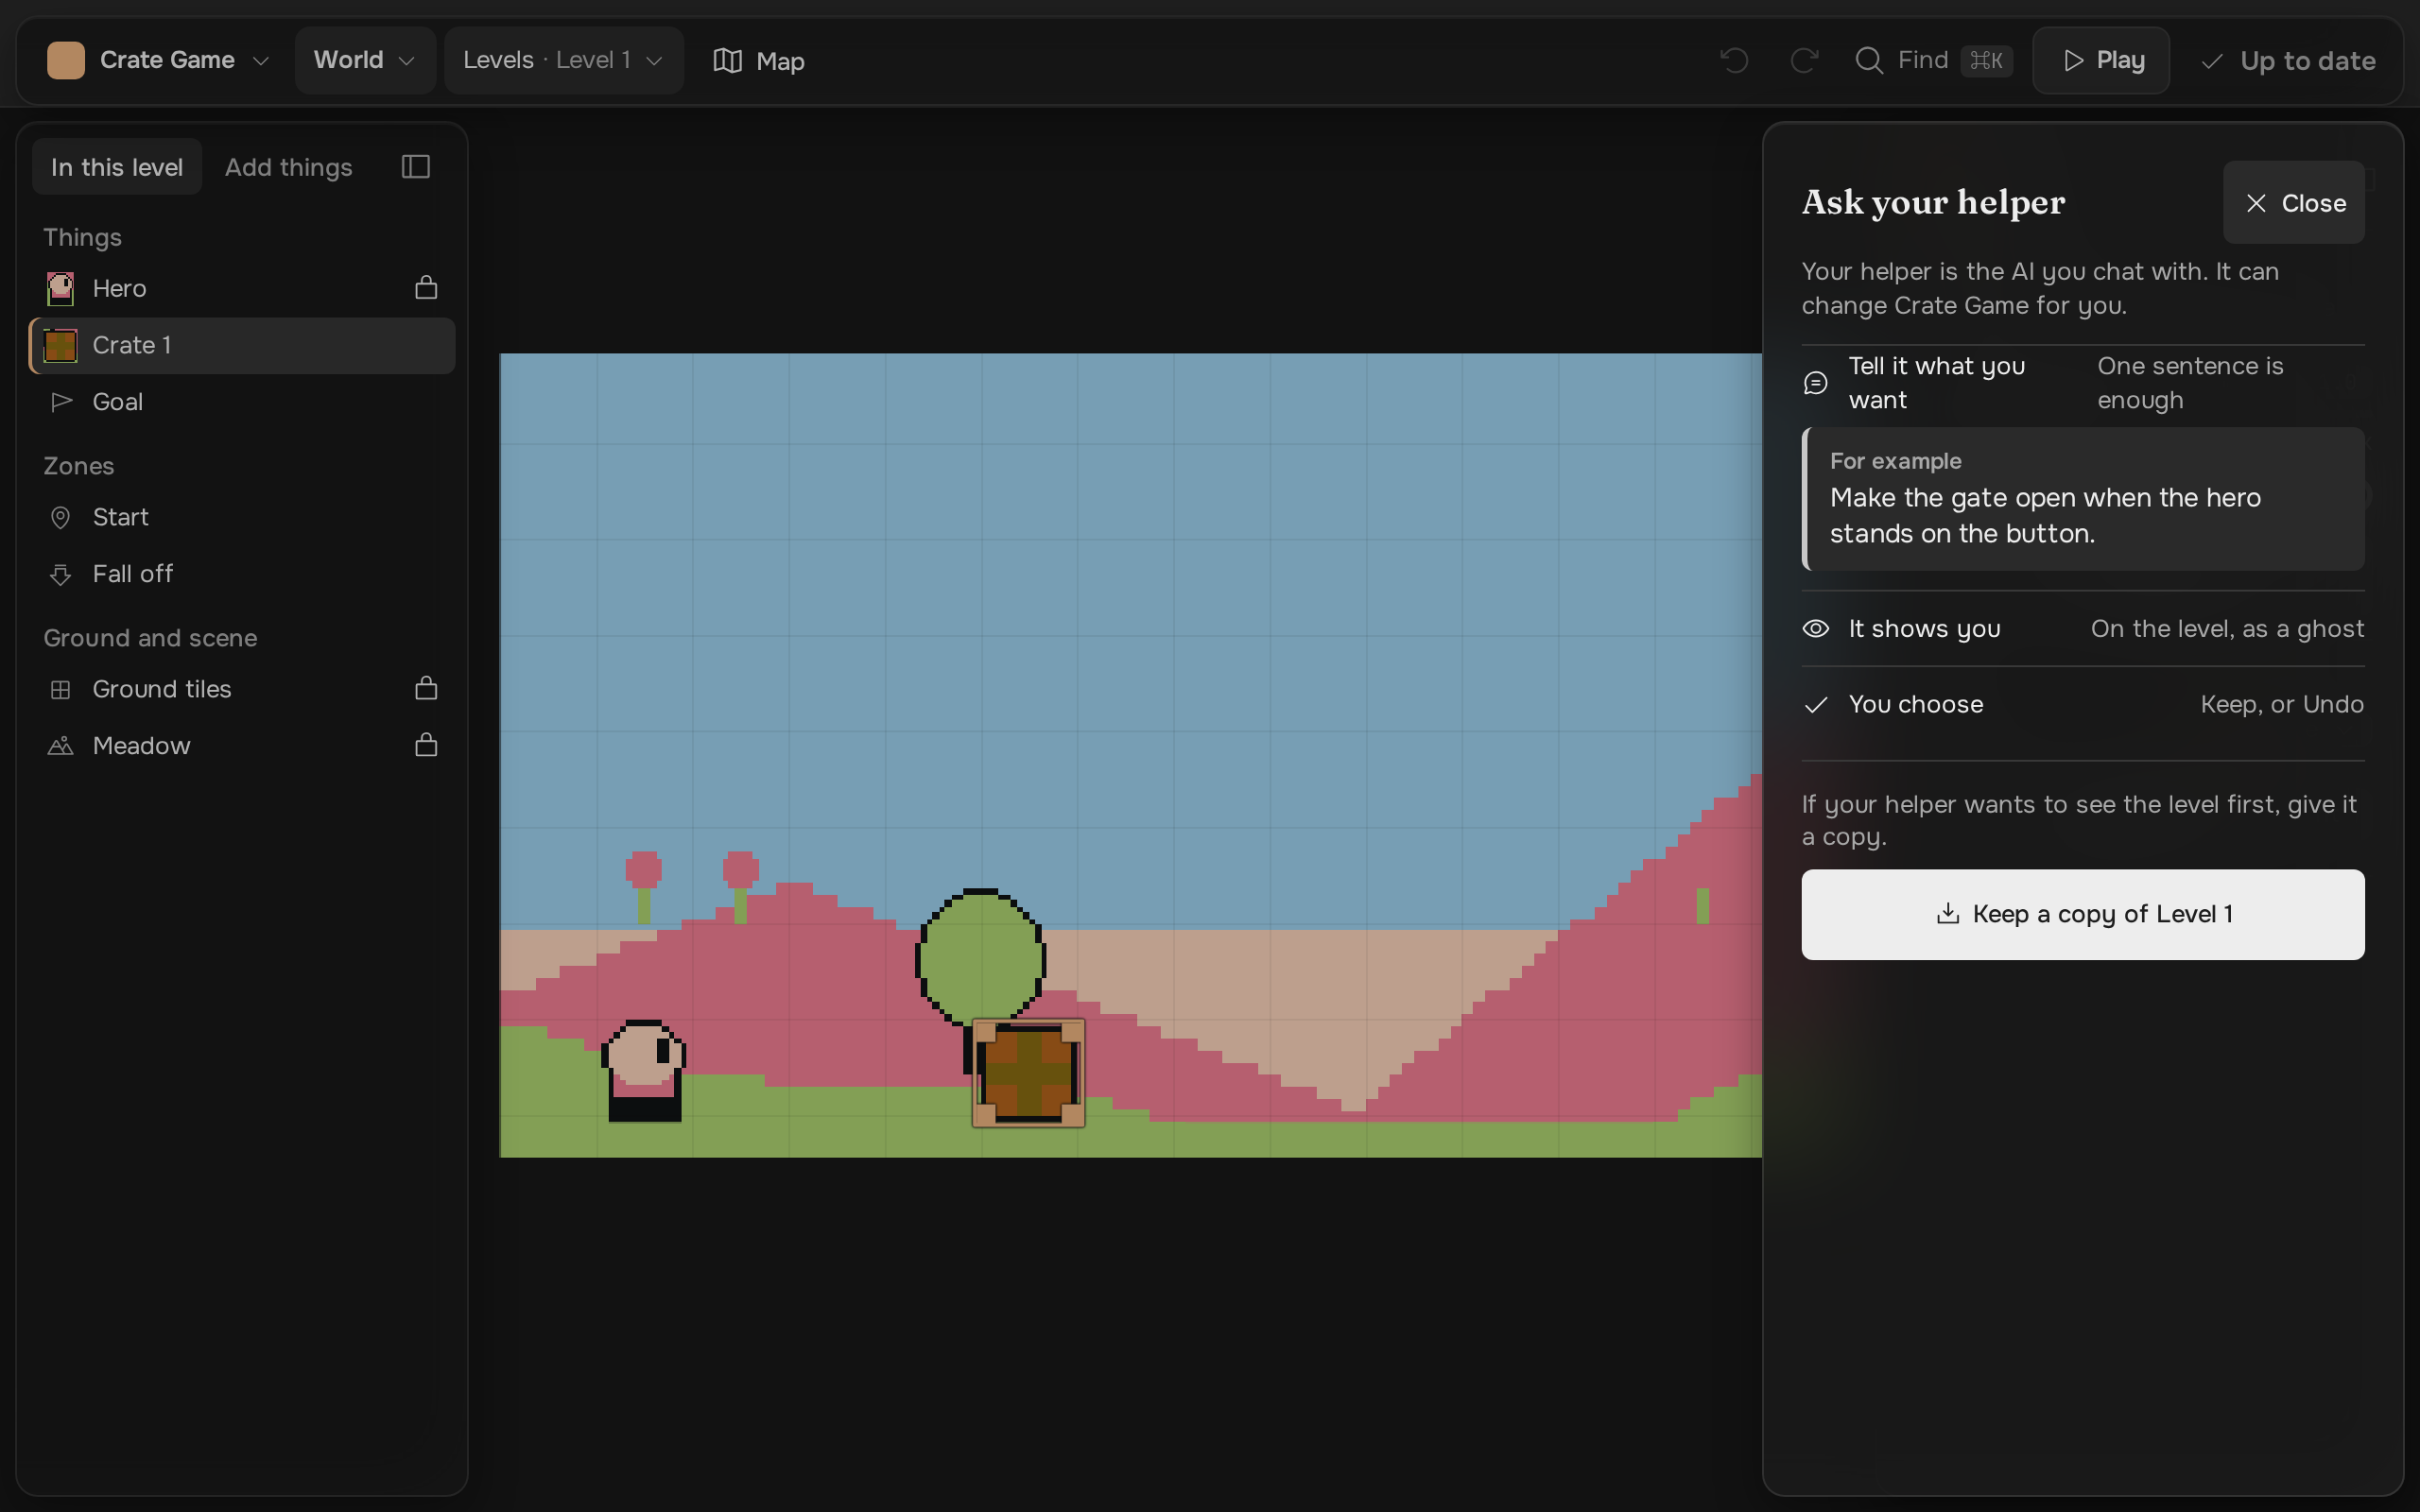 Crate Game
World
Levels · Level 1
Map
Find ⌘K
Play
Up to date
In this level
Add things
Things
Hero
Crate 1
Goal
Zones
Start
Fall off
Ground and scene
Ground tiles
Meadow
Ask your helper
Close
Your helper is the AI you chat with. It can
change Crate Game for you.
Tell it what you
want
One sentence is
enough
For example
Make the gate open when the hero
stands on the button.
It shows you
On the level, as a ghost
You choose
Keep, or Undo
If your helper wants to see the level first, give it
a copy.
Keep a copy of Level 1